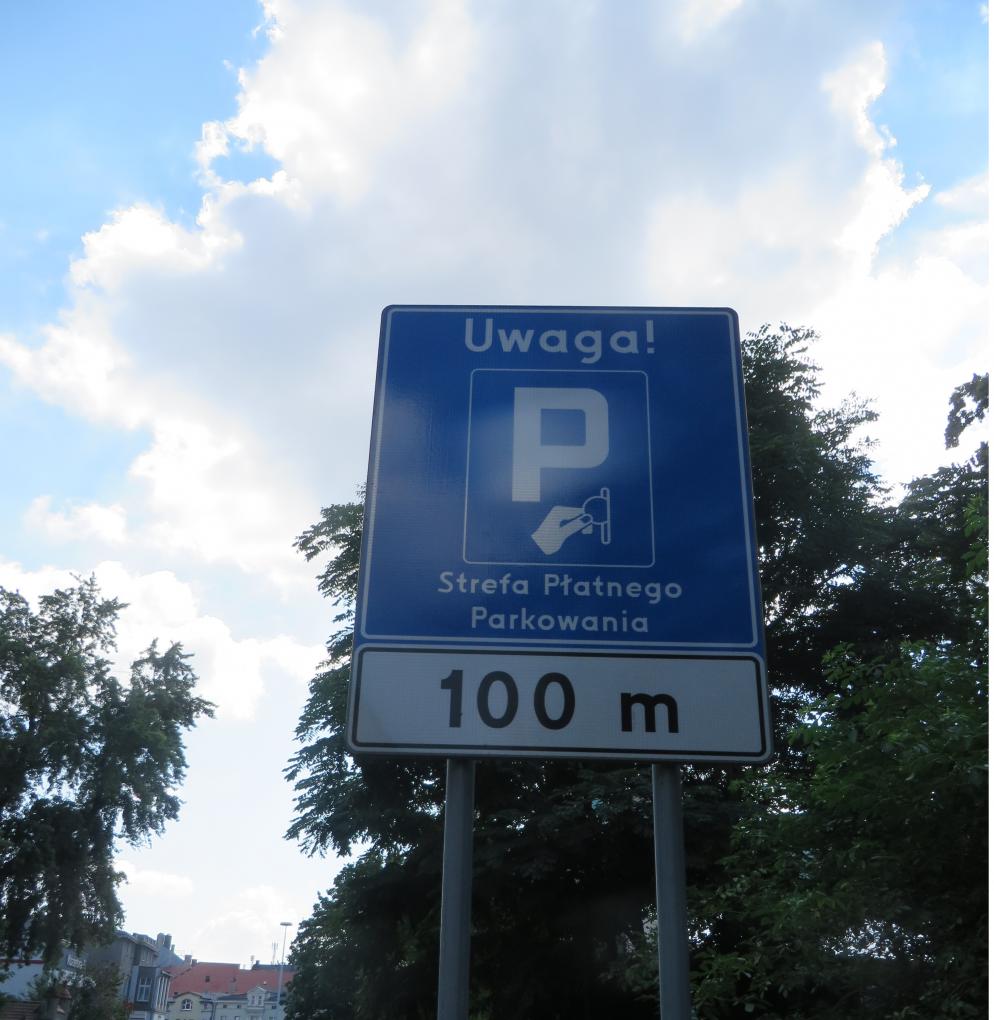 Uwaga!
P
Strefa Płatnego
Parkowania
100 m